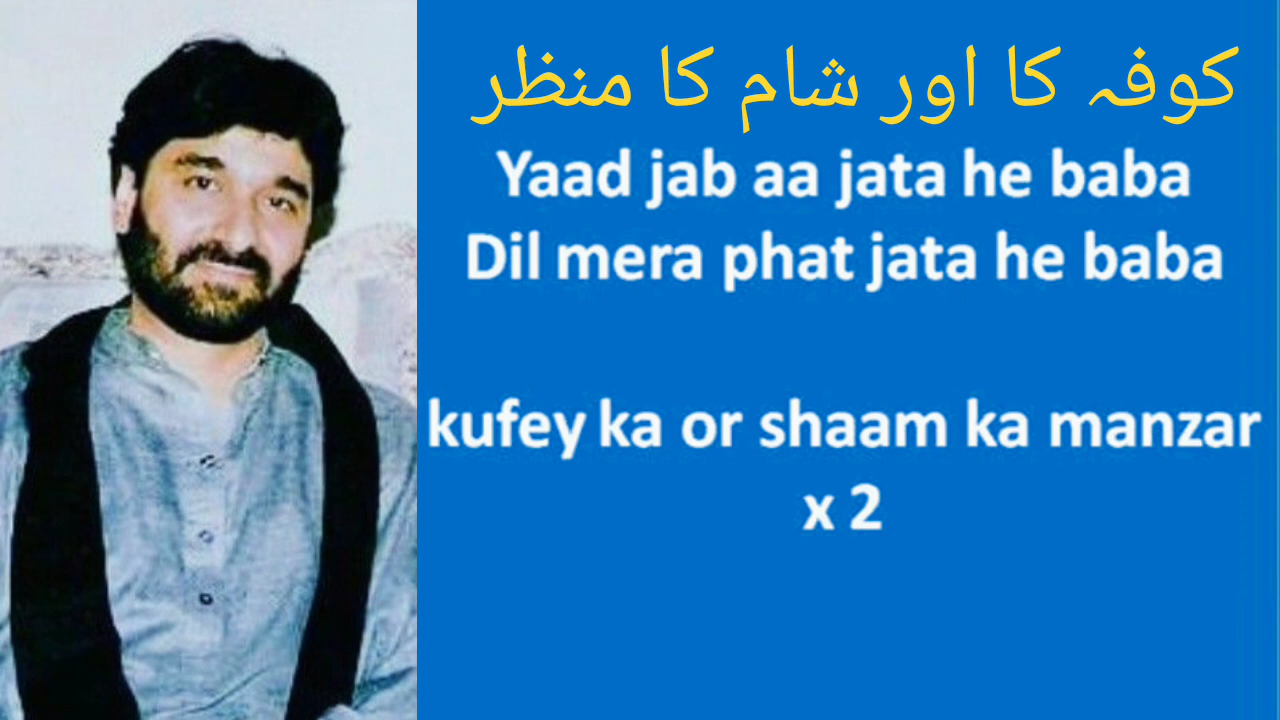 کوفہ کا اور شام کا منظر
Yaad jab aa jata he baba
Dil mera phat jata he baba
kufey ka or shaam ka manzar
x 2